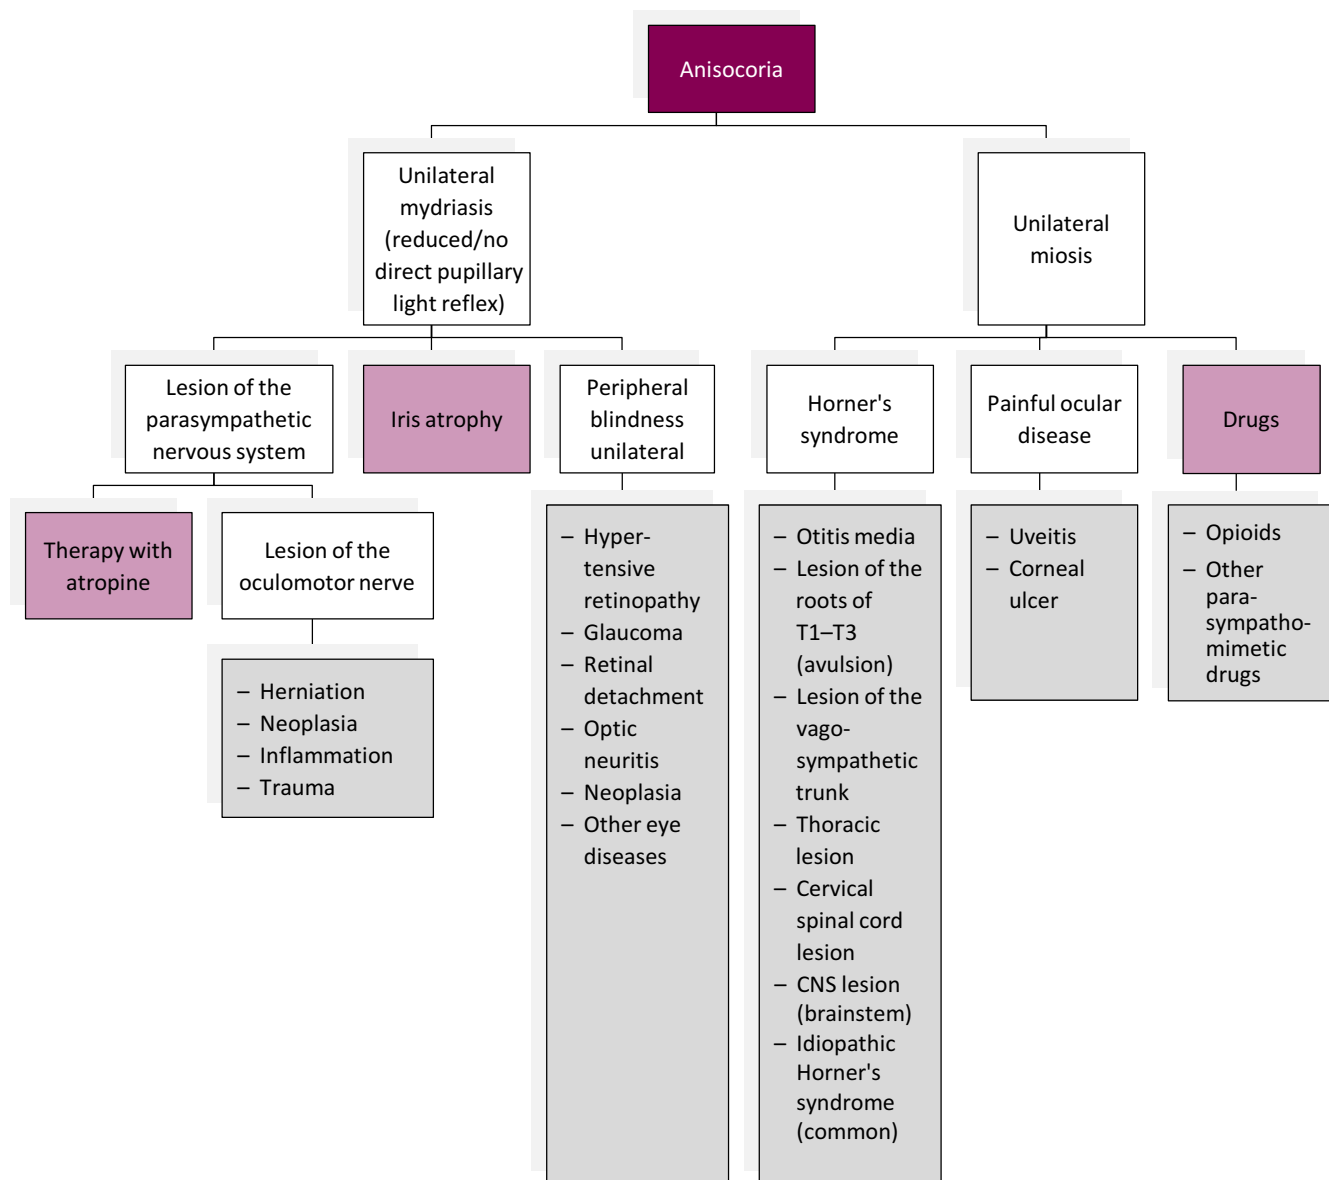 Anisocoria
Unilateral
mydriasis
(reduced/no
direct pupillary
light reflex)
Unilateral
miosis
Lesion of the
parasympathetic
nervous system
Iris atrophy
Peripheral
blindness
unilateral
Horner's
syndrome
Painful ocular
disease
Drugs
Therapy with
atropine
Lesion of the
oculomotor nerve
– Herniation
– Neoplasia
– Inflammation
– Trauma
– Hyper-
tensive
retinopathy
– Glaucoma
– Retinal
detachment
– Optic
neuritis
– Neoplasia
– Other eye
diseases
– Otitis media
– Lesion of the
roots of
T1–T3
(avulsion)
– Lesion of the
vago-
sympathetic
trunk
– Thoracic
lesion
– Cervical
spinal cord
lesion
– CNS lesion
(brainstem)
– Idiopathic
Horner's
syndrome
(common)
– Uveitis
– Corneal
ulcer
– Opioids
– Other
para-
sympatho-
mimetic
drugs